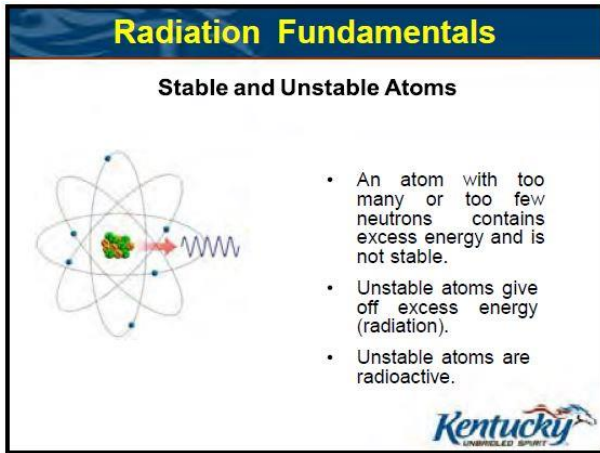 Radiation Fundamentals
Stable and Unstable Atoms
• An atom with too
many or too few
neutrons contains
excess energy and is
not stable.
• Unstable atoms give
off excess energy
(radiation).
• Unstable atoms are
radioactive.
Kentucky
UNBRIDLED SPIRIT